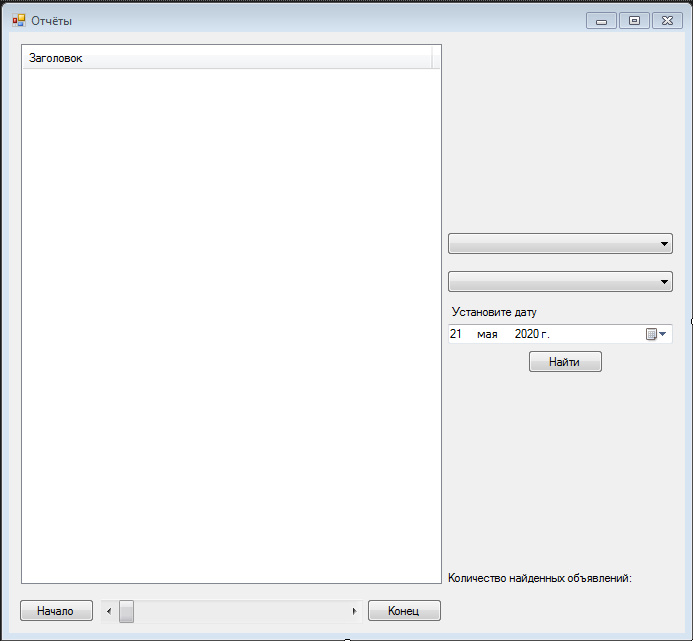 Отчёты
Заголовок
Установите дату
21 мая 2020 г.
Найти
Количество найденных объявлений:
Начало
Конец